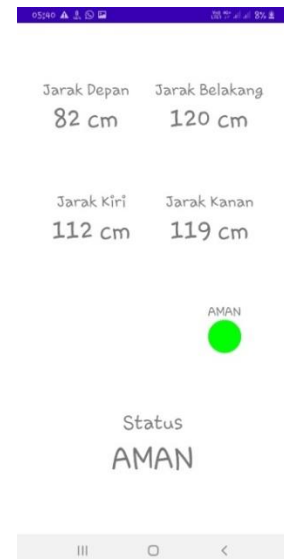 05:40 8%
Jarak Depan Jarak Belakang
82 cm 120 cm
Jarak Kiri Jarak Kanan
112 cm 119 cm
AMAN
Status
AMAN